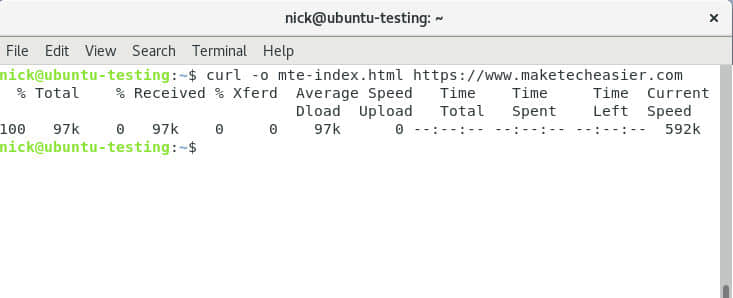 nick@ubuntu-testing: ~
File Edit View Search Terminal Help
nick@ubuntu-testing:~$ curl -o mte-index.html https://www.maketecheasier.com
% Total % Received % Xferd Average Speed Time Time Time Current
Dload Upload Total Spent Left Speed
100 97k 0 97k 0 0 97k 0 --:--:-- --:--:-- --:--:-- 592k
nick@ubuntu-testing:~$